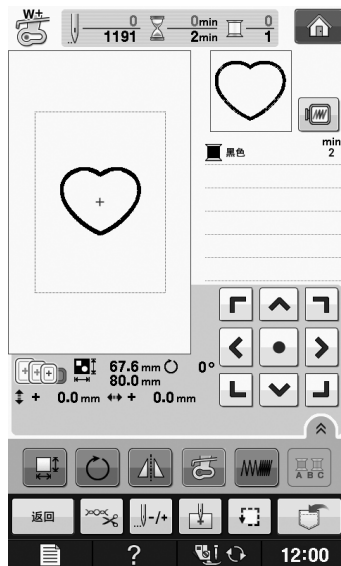 W+
0 0min 0
1191 2min 1
min
黒色 2
67.6 mm 0°
80.0 mm
+ 0.0 mm + 0.0 mm
A B C
返回 -/+
? 12:00